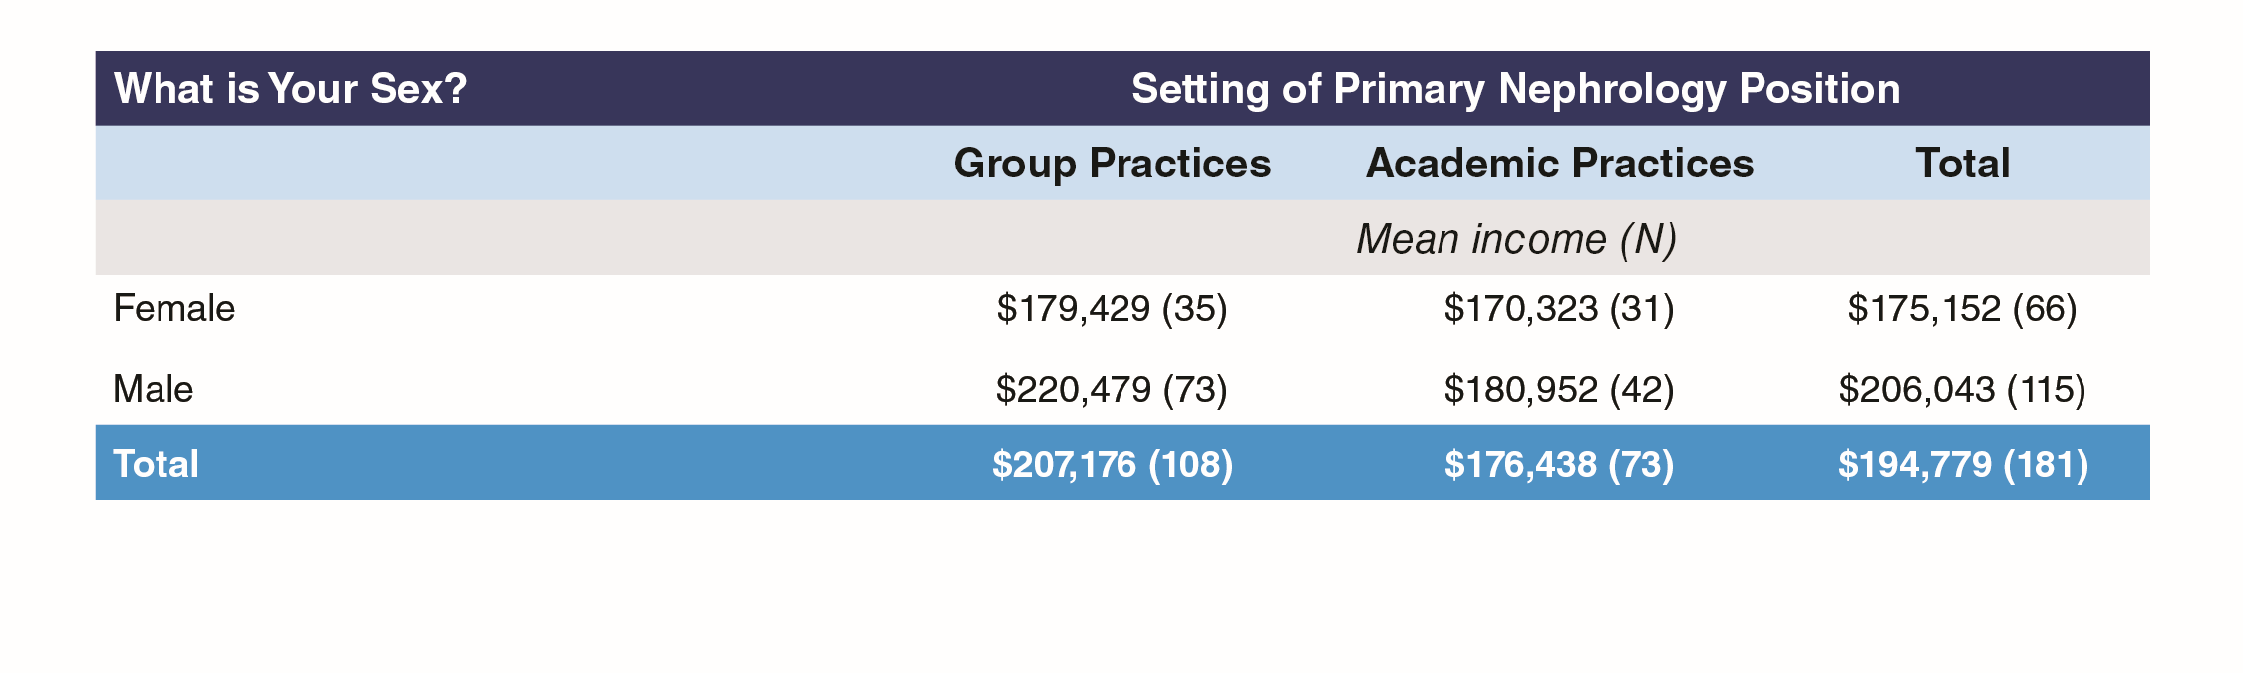 What is Your Sex? Setting of Primary Nephrology Position
Group Practices Academic Practices Total
Mean income (N)
Female $179,429 (35) $170,323 (31) $175,152 (66)
Male $220,479 (73) $180,952 (42) $206,043 (115)
Total $207,176 (108) $176,438 (73) $194,779 (181)